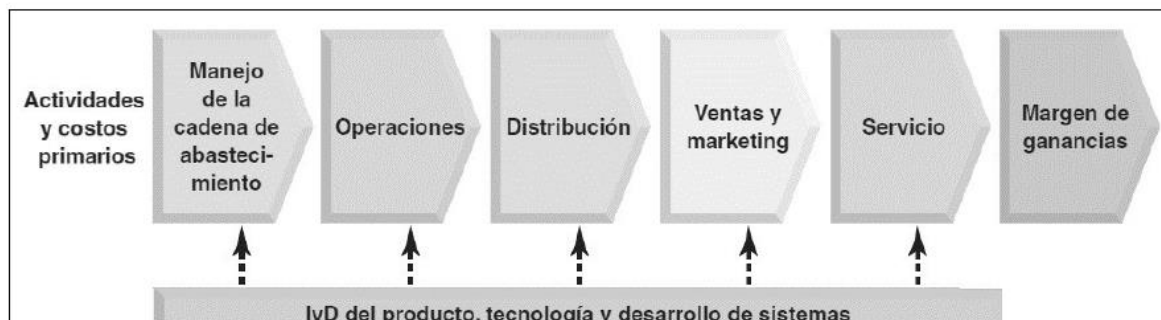 Actividades
y costos
primarios
Manejo
de la
cadena de
abasteci-
miento
Operaciones
Distribución
Ventas y
marketing
Servicio
Margen de
ganancias
IyD del producto, tecnología y desarrollo de sistemas